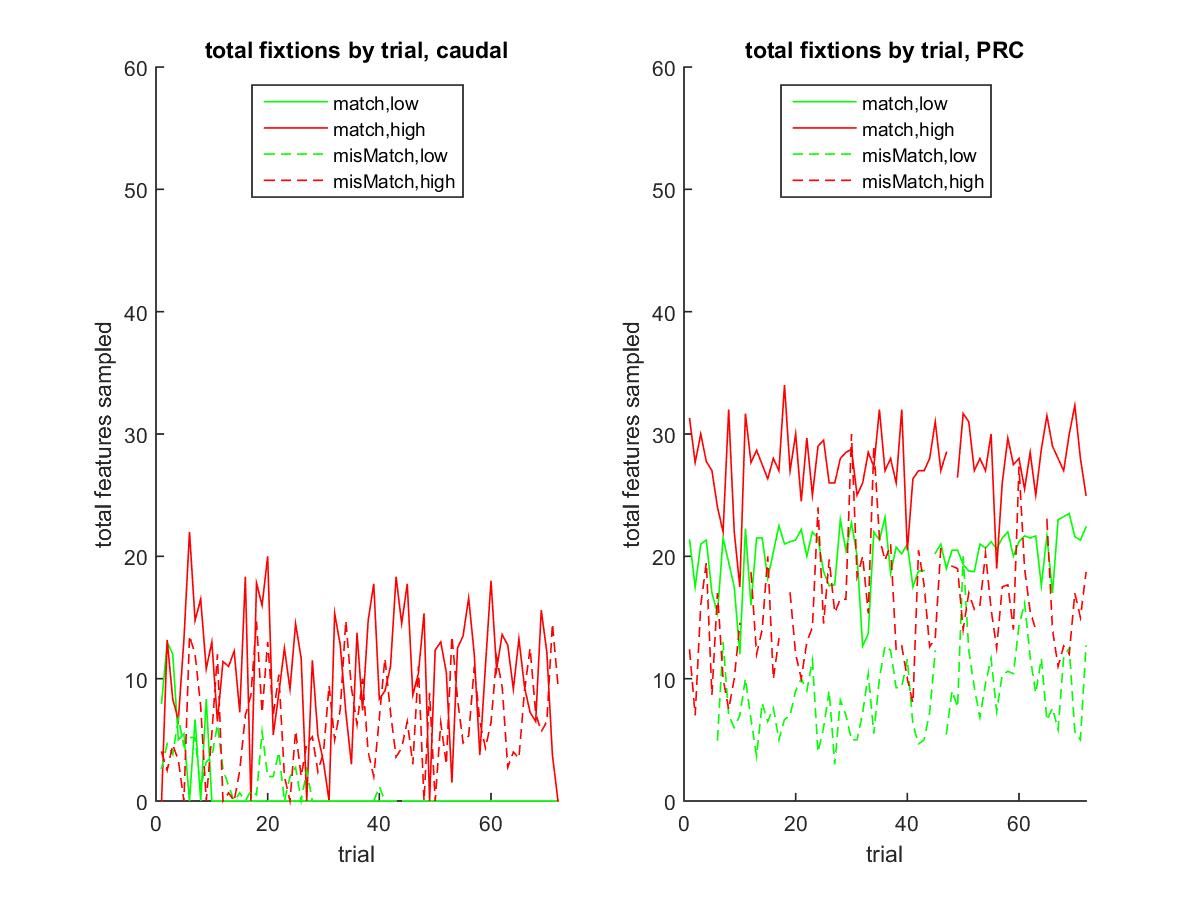 total fixtions by trial, caudal
60
50
40
30
20
10
0
total features sampled
match,low
match,high
misMatch,low
misMatch,high
0 20 40 60
trial
total fixtions by trial, PRC
60
50
40
30
20
10
0
total features sampled
match,low
match,high
misMatch,low
misMatch,high
0 20 40 60
trial